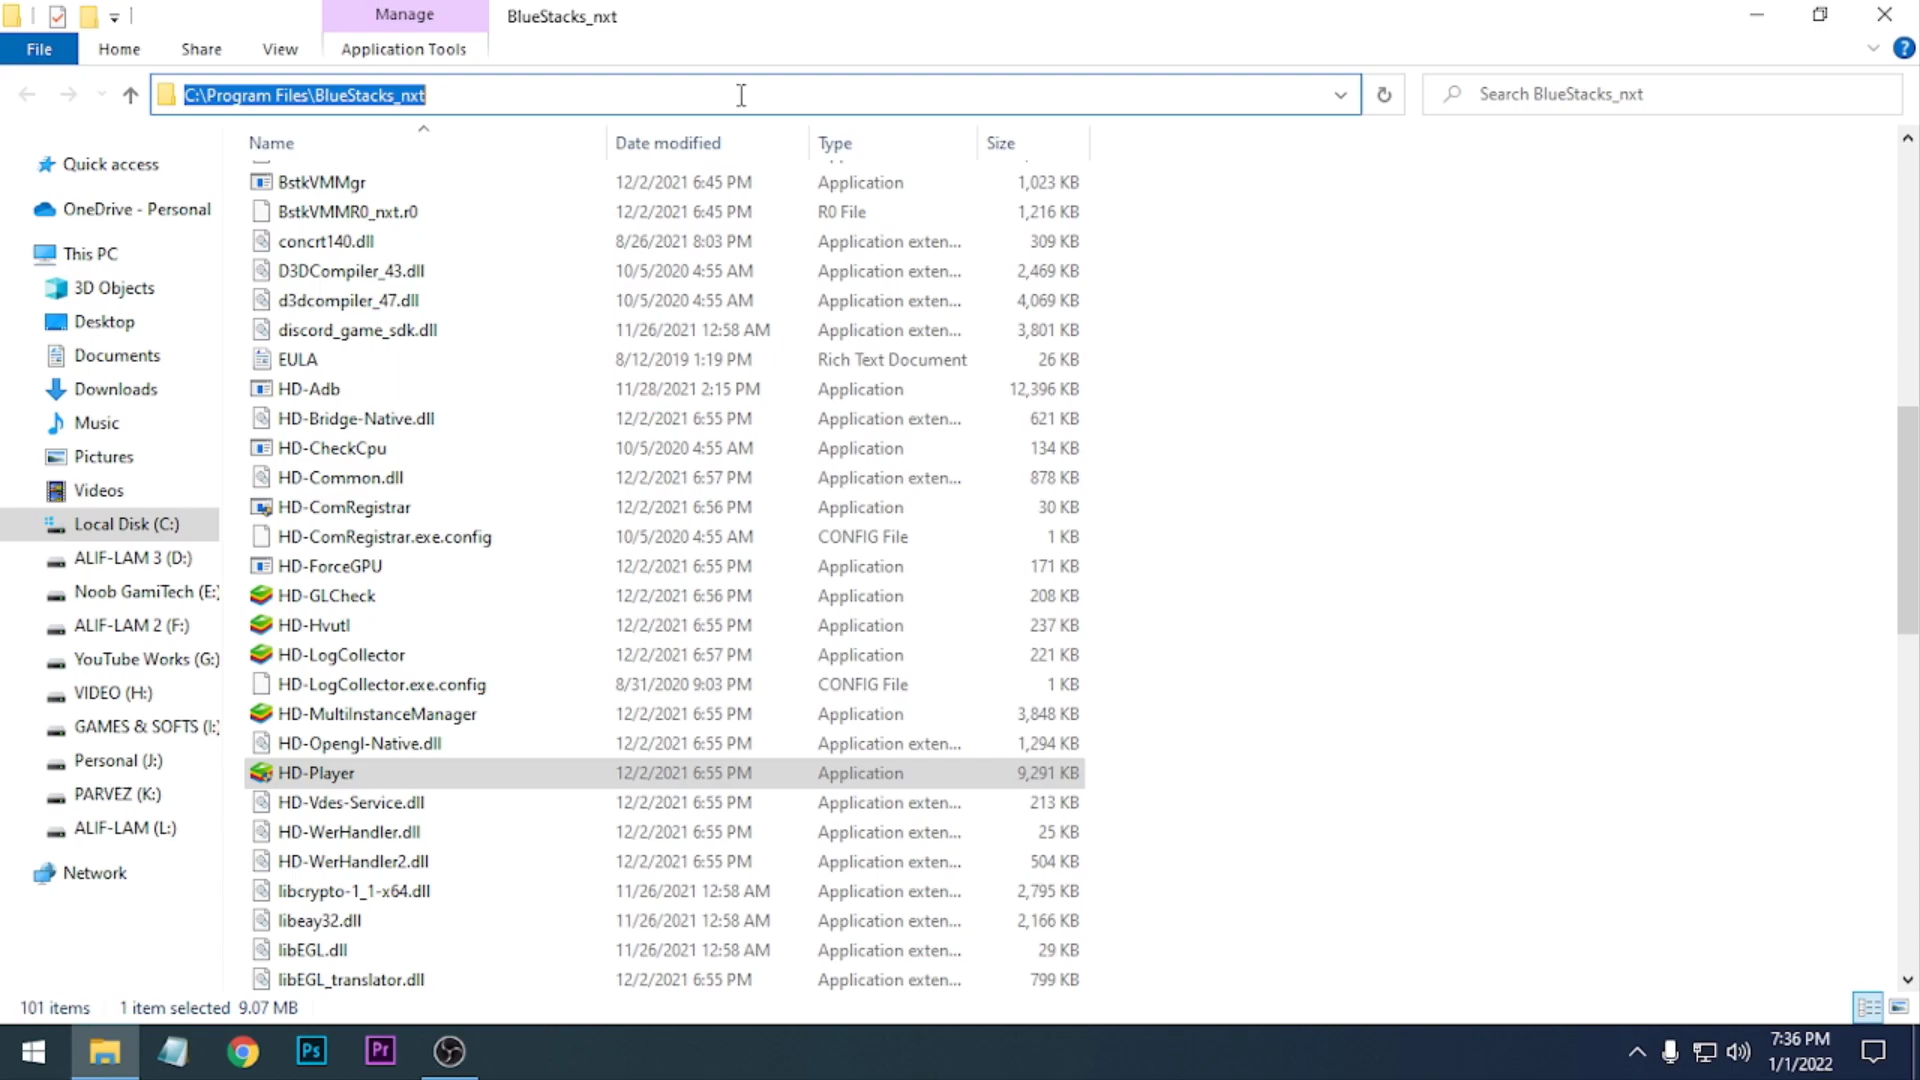 Manage
BlueStacks_nxt
File
Home
Share
View
Application Tools
C:\Program Files\BlueStacks_nxt
Search BlueStacks_nxt
Name
Date modified
Type
Size
Quick access
OneDrive - Personal
This PC
3D Objects
Desktop
Documents
Downloads
Music
Pictures
Videos
Local Disk (C:)
ALIF-LAM 3 (D:)
Noob GamiTech (E:)
ALIF-LAM 2 (F:)
YouTube Works (G:)
VIDEO (H:)
GAMES & SOFTS (I:)
Personal (J:)
PARVEZ (K:)
ALIF-LAM (L:)
Network
BstkVMMgr 12/2/2021 6:45 PM Application 1,023 KB
BstkVMMR0_nxt.r0 12/2/2021 6:45 PM R0 File 1,216 KB
concrt140.dll 8/26/2021 8:03 PM Application exten... 309 KB
D3DCompiler_43.dll 10/5/2020 4:55 AM Application exten... 2,469 KB
d3dcompiler_47.dll 10/5/2020 4:55 AM Application exten... 4,069 KB
discord_game_sdk.dll 11/26/2021 12:58 AM Application exten... 3,801 KB
EULA 8/12/2019 1:19 PM Rich Text Document 26 KB
HD-Adb 11/28/2021 2:15 PM Application 12,396 KB
HD-Bridge-Native.dll 12/2/2021 6:55 PM Application exten... 621 KB
HD-CheckCpu 10/5/2020 4:55 AM Application 134 KB
HD-Common.dll 12/2/2021 6:57 PM Application exten... 878 KB
HD-ComRegistrar 12/2/2021 6:56 PM Application 30 KB
HD-ComRegistrar.exe.config 10/5/2020 4:55 AM CONFIG File 1 KB
HD-ForceGPU 12/2/2021 6:55 PM Application 171 KB
HD-GLCheck 12/2/2021 6:56 PM Application 208 KB
HD-Hvutl 12/2/2021 6:55 PM Application 237 KB
HD-LogCollector 12/2/2021 6:57 PM Application 221 KB
HD-LogCollector.exe.config 8/31/2020 9:03 PM CONFIG File 1 KB
HD-MultiInstanceManager 12/2/2021 6:55 PM Application 3,848 KB
HD-Opengl-Native.dll 12/2/2021 6:55 PM Application exten... 1,294 KB
HD-Player 12/2/2021 6:55 PM Application 9,291 KB
HD-Vdes-Service.dll 12/2/2021 6:55 PM Application exten... 213 KB
HD-WerHandler.dll 12/2/2021 6:55 PM Application exten... 25 KB
HD-WerHandler2.dll 12/2/2021 6:55 PM Application exten... 504 KB
libcrypto-1_1-x64.dll 11/26/2021 12:58 AM Application exten... 2,795 KB
libeay32.dll 11/26/2021 12:58 AM Application exten... 2,166 KB
libEGL.dll 11/26/2021 12:58 AM Application exten... 29 KB
libEGL_translator.dll 12/2/2021 6:55 PM Application exten... 799 KB
101 items 1 item selected 9.07 MB
Ps
Pr
7:36 PM
1/1/2022